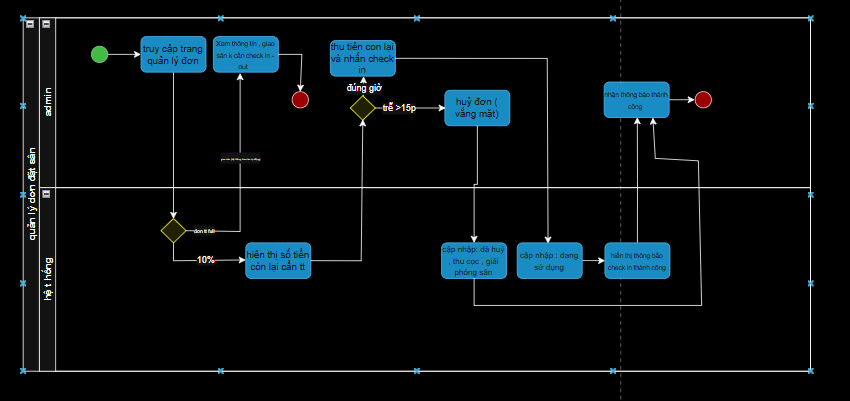 quản lý đơn đặt sân
admin
hệ thống
truy cập trang
quản lý đơn
Xem thông tin , giao
sân k cần check in -
out
thu tiền còn lại
và nhấn check
in
đúng giờ
trễ >15p
huỷ đơn (
vắng mặt)
nhận thông báo thành
công
đơn lt full
10%
hiển thị số tiền
còn lại cần tt
cập nhập: đã huỷ
, thu cọc , giải
phóng sân
cập nhập : đang
sử dụng
hiển thị thông báo
check in thành công